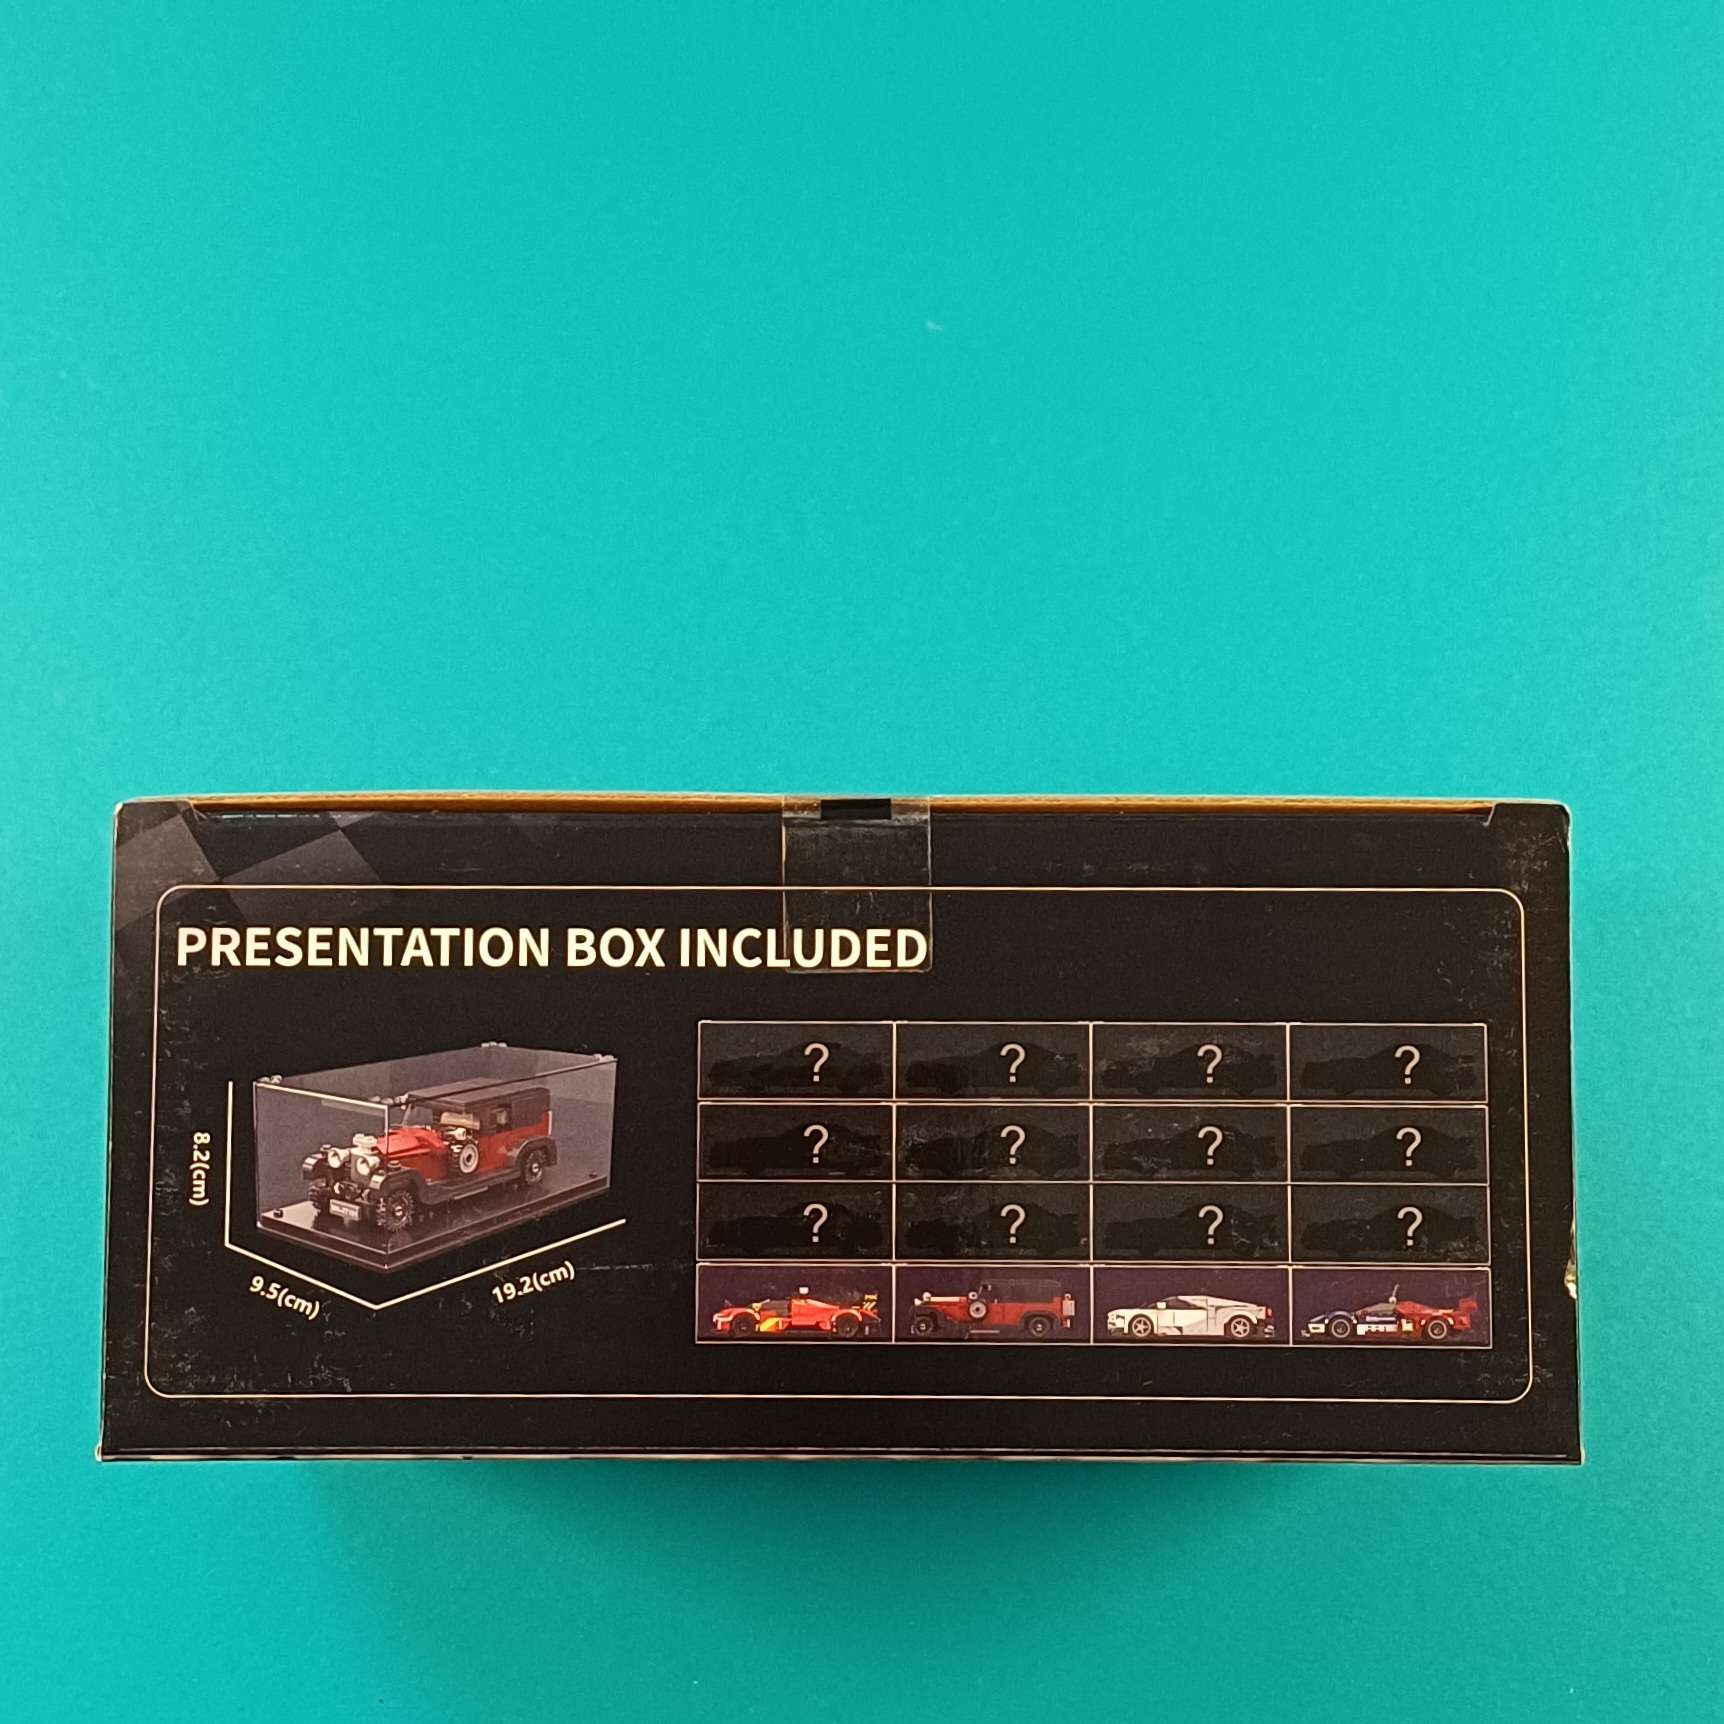 PRESENTATION BOX INCLUDED
8.2(cm)
9.5(cm)
19.2(cm)
? ? ? ?
? ? ? ?
? ? ? ?